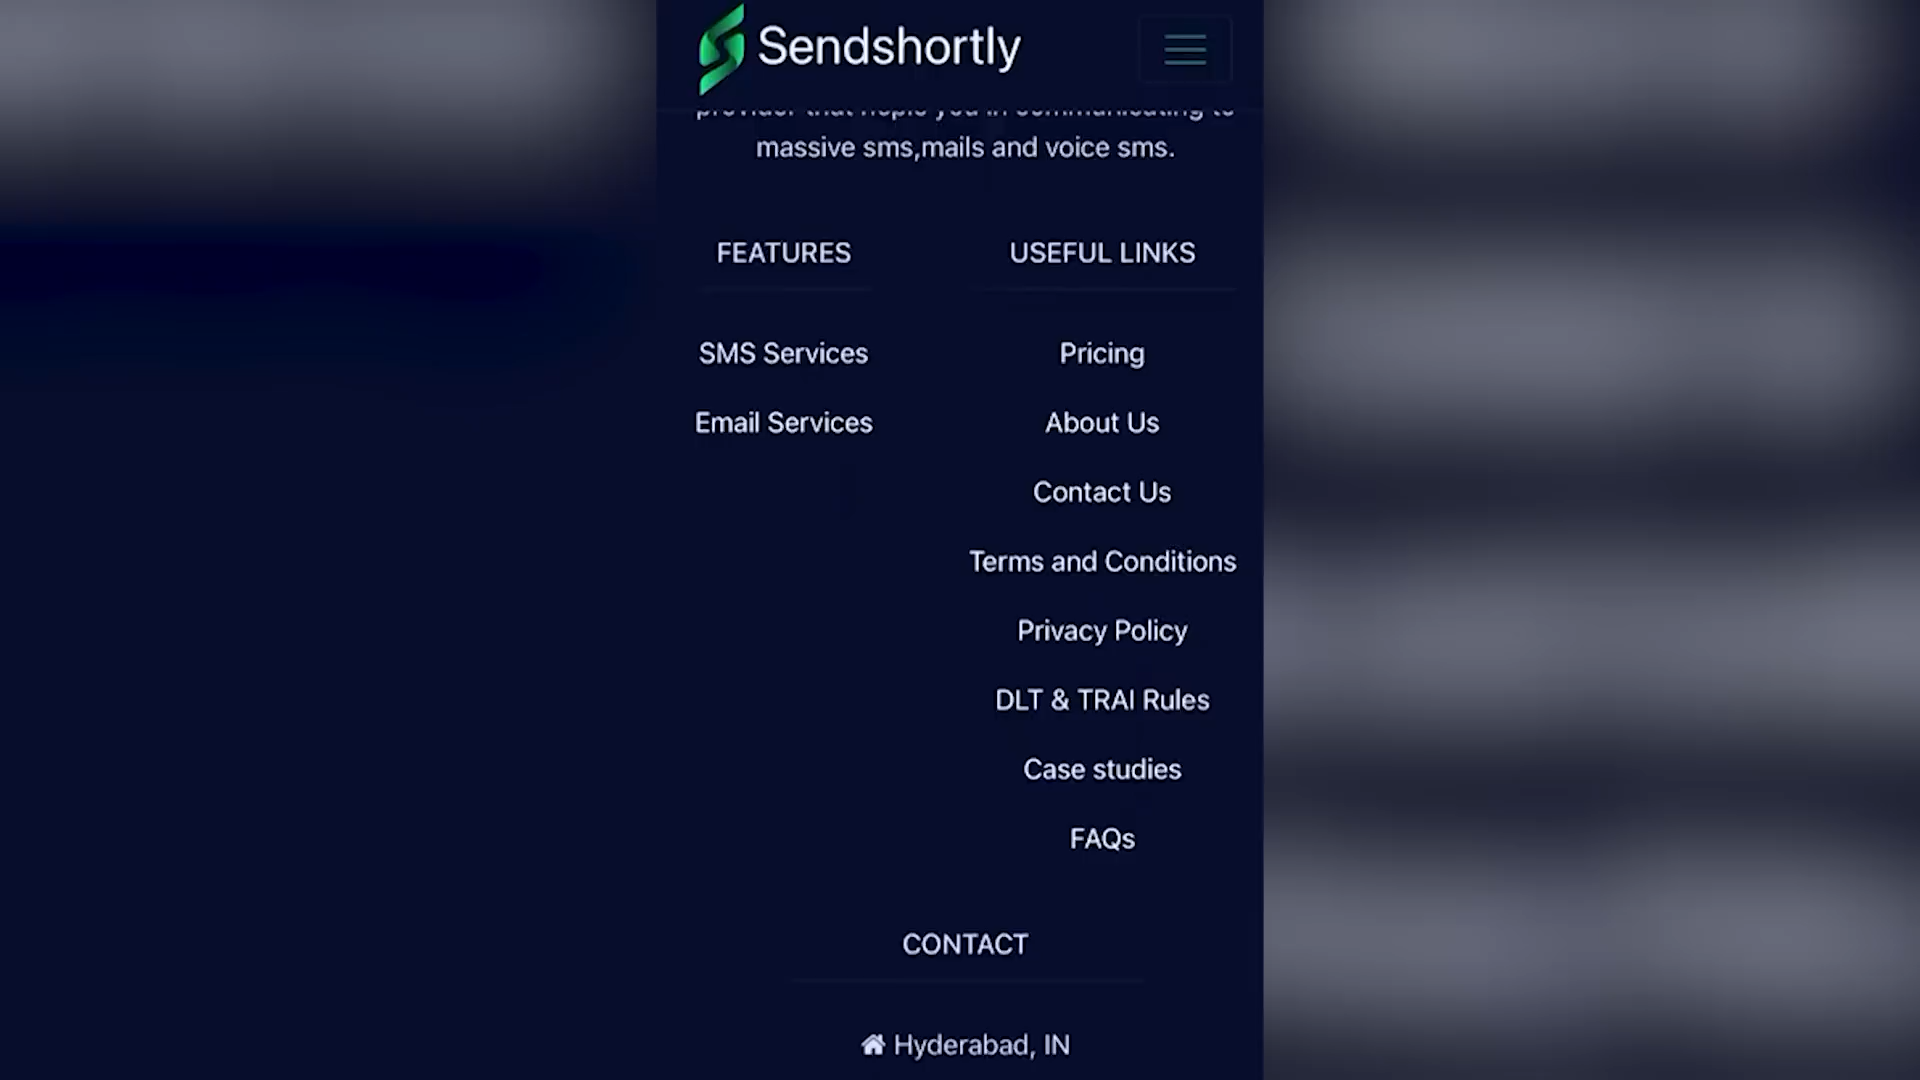 Sendshortly
massive sms,mails and voice sms.
FEATURES
SMS Services
Email Services
USEFUL LINKS
Pricing
About Us
Contact Us
Terms and Conditions
Privacy Policy
DLT & TRAI Rules
Case studies
FAQs
CONTACT
Hyderabad, IN